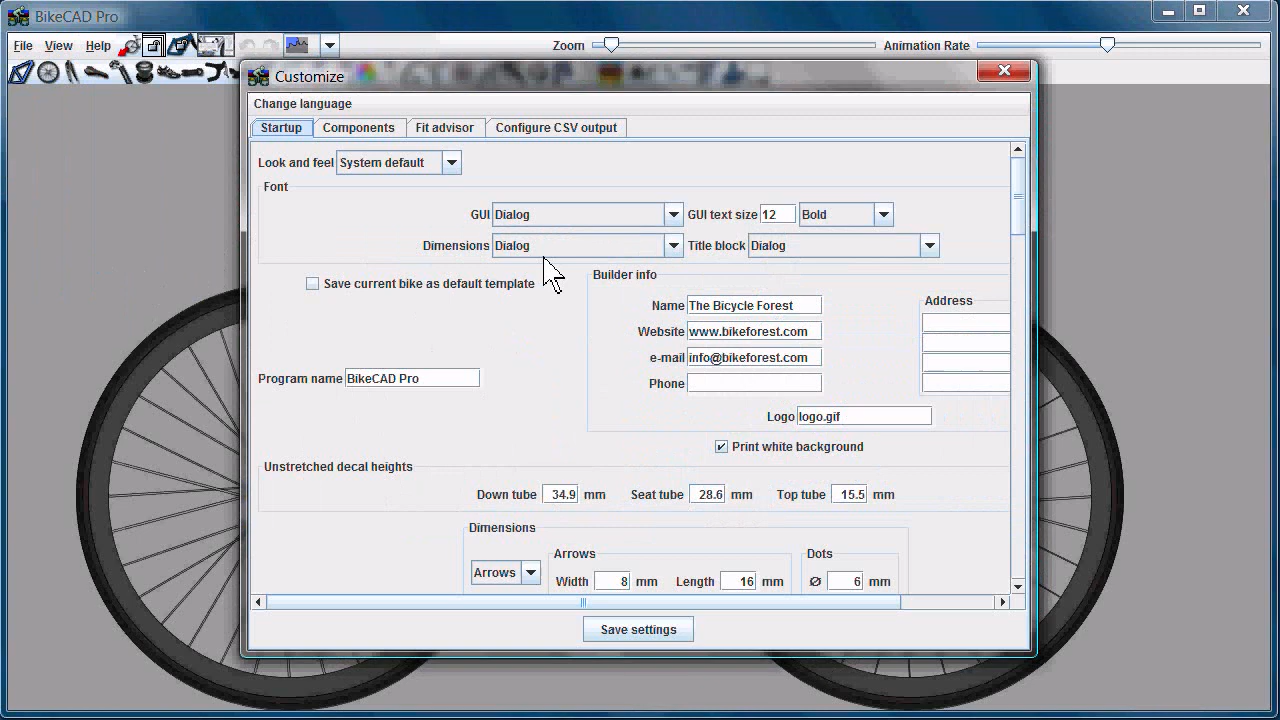 BikeCAD Pro
File View Help Zoom Animation Rate
Customize
Change language
Startup Components Fit advisor Configure CSV output
Look and feel System default
Font
GUI Dialog GUI text size 12 Bold
Dimensions Dialog Title block Dialog
Save current bike as default template
Builder info
Address
Name The Bicycle Forest
Website www.bikeforest.com
e-mail info@bikeforest.com
Program name BikeCAD Pro
Phone
Logo logo.gif
Print white background
Unstretched decal heights
Down tube 34.9 mm Seat tube 28.6 mm Top tube 15.5 mm
Dimensions
Arrows Dots
Arrows Width 8 mm Length 16 mm Ø 6 mm
Save settings